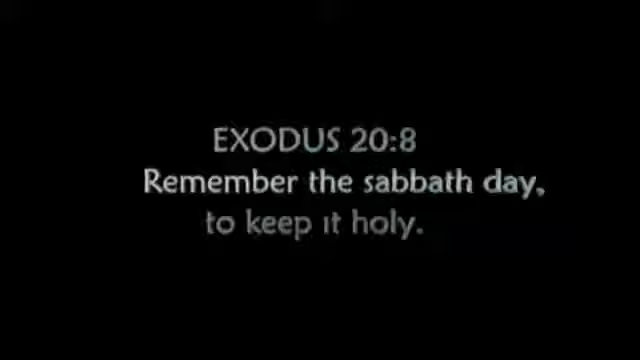 EXODUS 20:8
Remember the sabbath day,
to keep it holy.